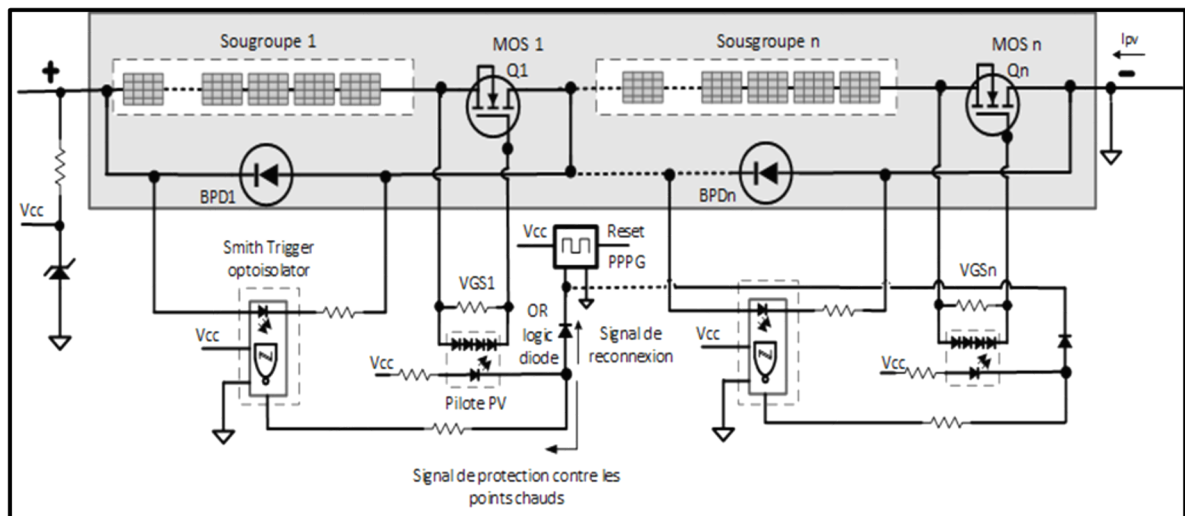 Sougroupe 1
MOS 1
Q1
Sousgroupe n
MOS n
Qn
Ipv
+
-
BPD1
BPDn
Vcc
Smith Trigger
optoisolator
Vcc
VGS1
Vcc
Reset
PPPG
OR
logic
diode
Signal de
reconnexion
Vcc
Pilote PV
Vcc
VGSn
Vcc
Signal de protection contre les
points chauds